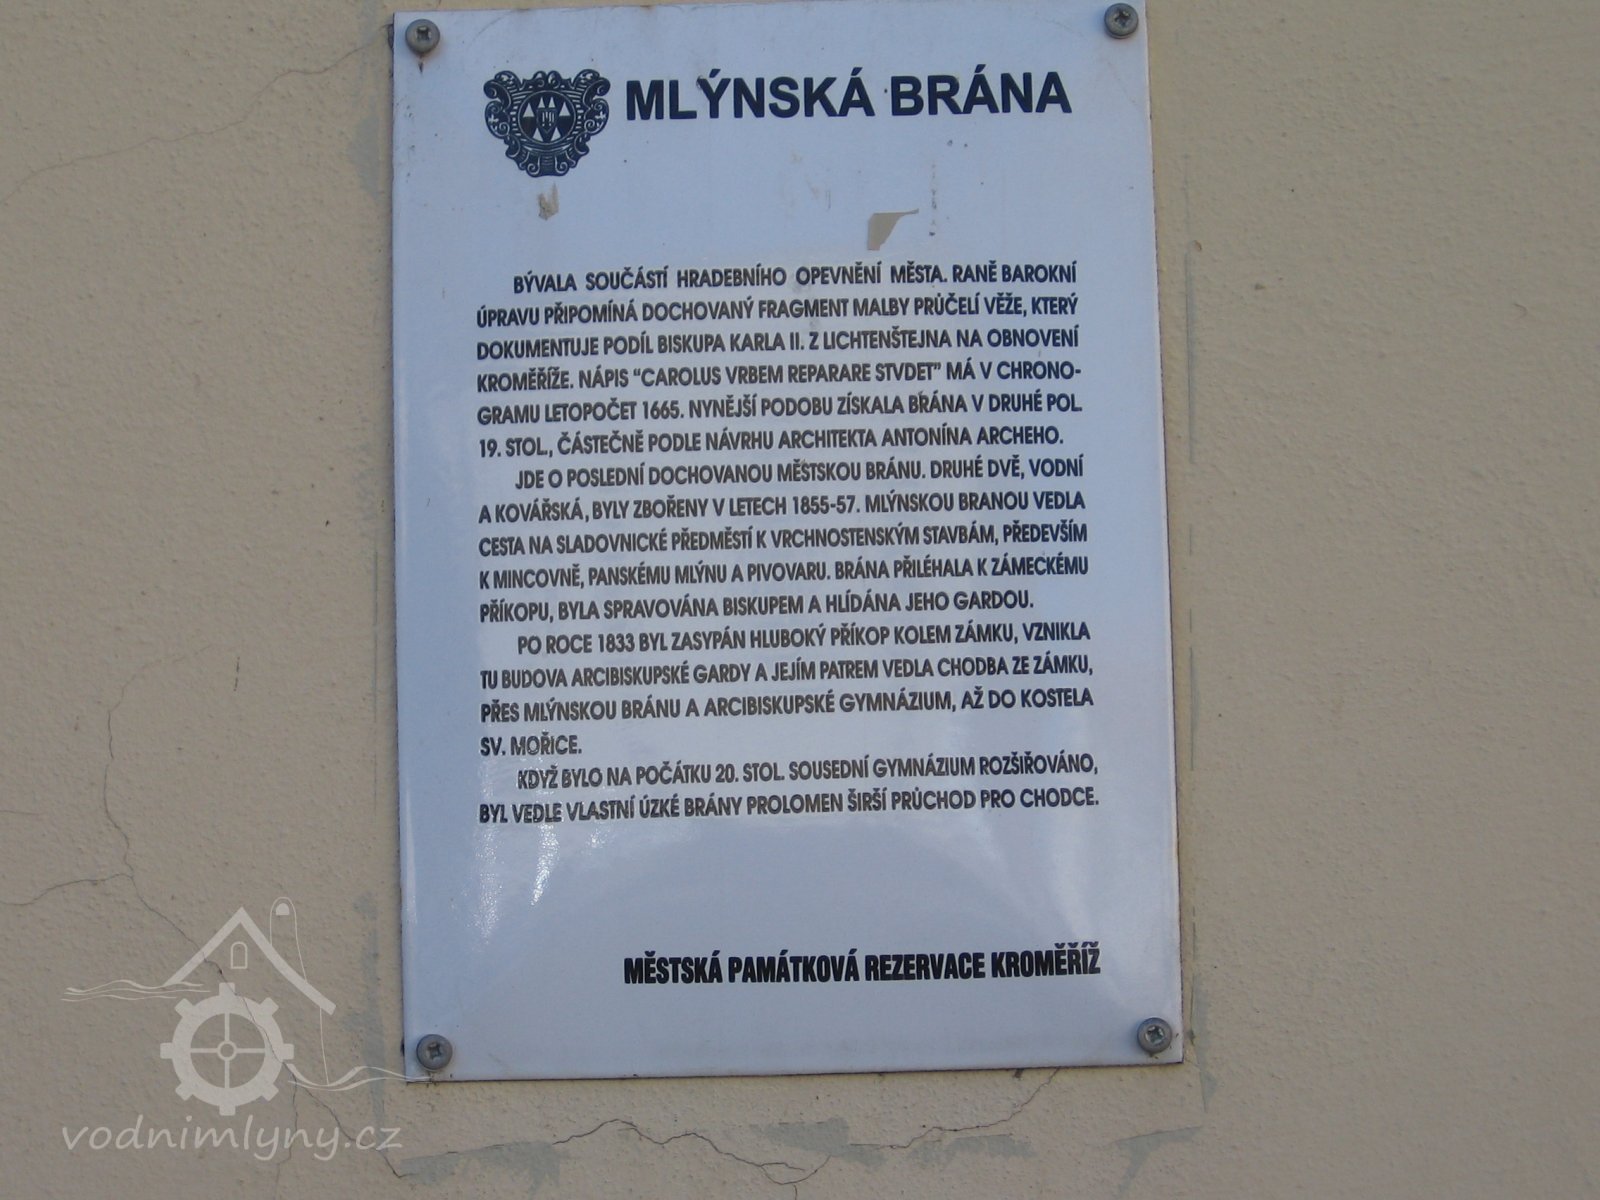 MLÝNSKÁ BRÁNA
BÝVALA SOUČÁSTÍ HRADEBNÍHO OPEVNĚNÍ MĚSTA. RANĚ BAROKNÍ
ÚPRAVU PŘIPOMÍNÁ DOCHOVANÝ FRAGMENT MALBY PRŮČELÍ VĚŽE, KTERÝ
DOKUMENTUJE PODÍL BISKUPA KARLA II. Z LICHTENŠTEJNA NA OBNOVENÍ
KROMĚŘÍŽE. NÁPIS “CAROLUS VRBEM REPARARE STVDET” MÁ V CHRONO-
GRAMU LETOPOČET 1665. NYNĚJŠÍ PODOBU ZÍSKALA BRÁNA V DRUHÉ POL.
19. STOL., ČÁSTEČNĚ PODLE NÁVRHU ARCHITEKTA ANTONÍNA ARCHEHO.
JDE O POSLEDNÍ DOCHOVANOU MĚSTSKOU BRÁNU. DRUHÉ DVĚ, VODNÍ
A KOVÁŘSKÁ, BYLY ZBOŘENY V LETECH 1855-57. MLÝNSKOU BRANOU VEDLA
CESTA NA SLADOVNICKÉ PŘEDMĚSTÍ K VRCHNOSTENSKÝM STAVBÁM, PŘEDEVŠÍM
K MINCOVNĚ, PANSKÉMU MLÝNU A PIVOVARU. BRÁNA PŘILÉHALA K ZÁMECKÉMU
PŘÍKOPU, BYLA SPRAVOVÁNA BISKUPEM A HLÍDÁNA JEHO GARDOU.
PO ROCE 1833 BYL ZASYPÁN HLUBOKÝ PŘÍKOP KOLEM ZÁMKU, VZNIKLA
TU BUDOVA ARCIBISKUPSKÉ GARDY A JEJÍM PATREM VEDLA CHODBA ZE ZÁMKU,
PŘES MLÝNSKOU BRÁNU A ARCIBISKUPSKÉ GYMNÁZIUM, AŽ DO KOSTELA
SV. MOŘICE.
KDYŽ BYLO NA POČÁTKU 20. STOL. SOUSEDNÍ GYMNÁZIUM ROZŠIŘOVÁNO,
BYL VEDLE VLASTNÍ ÚZKÉ BRÁNY PROLOMEN ŠIRŠÍ PRŮCHOD PRO CHODCE.
MĚSTSKÁ PAMÁTKOVÁ REZERVACE KROMĚŘÍŽ
vodnimlyny.cz